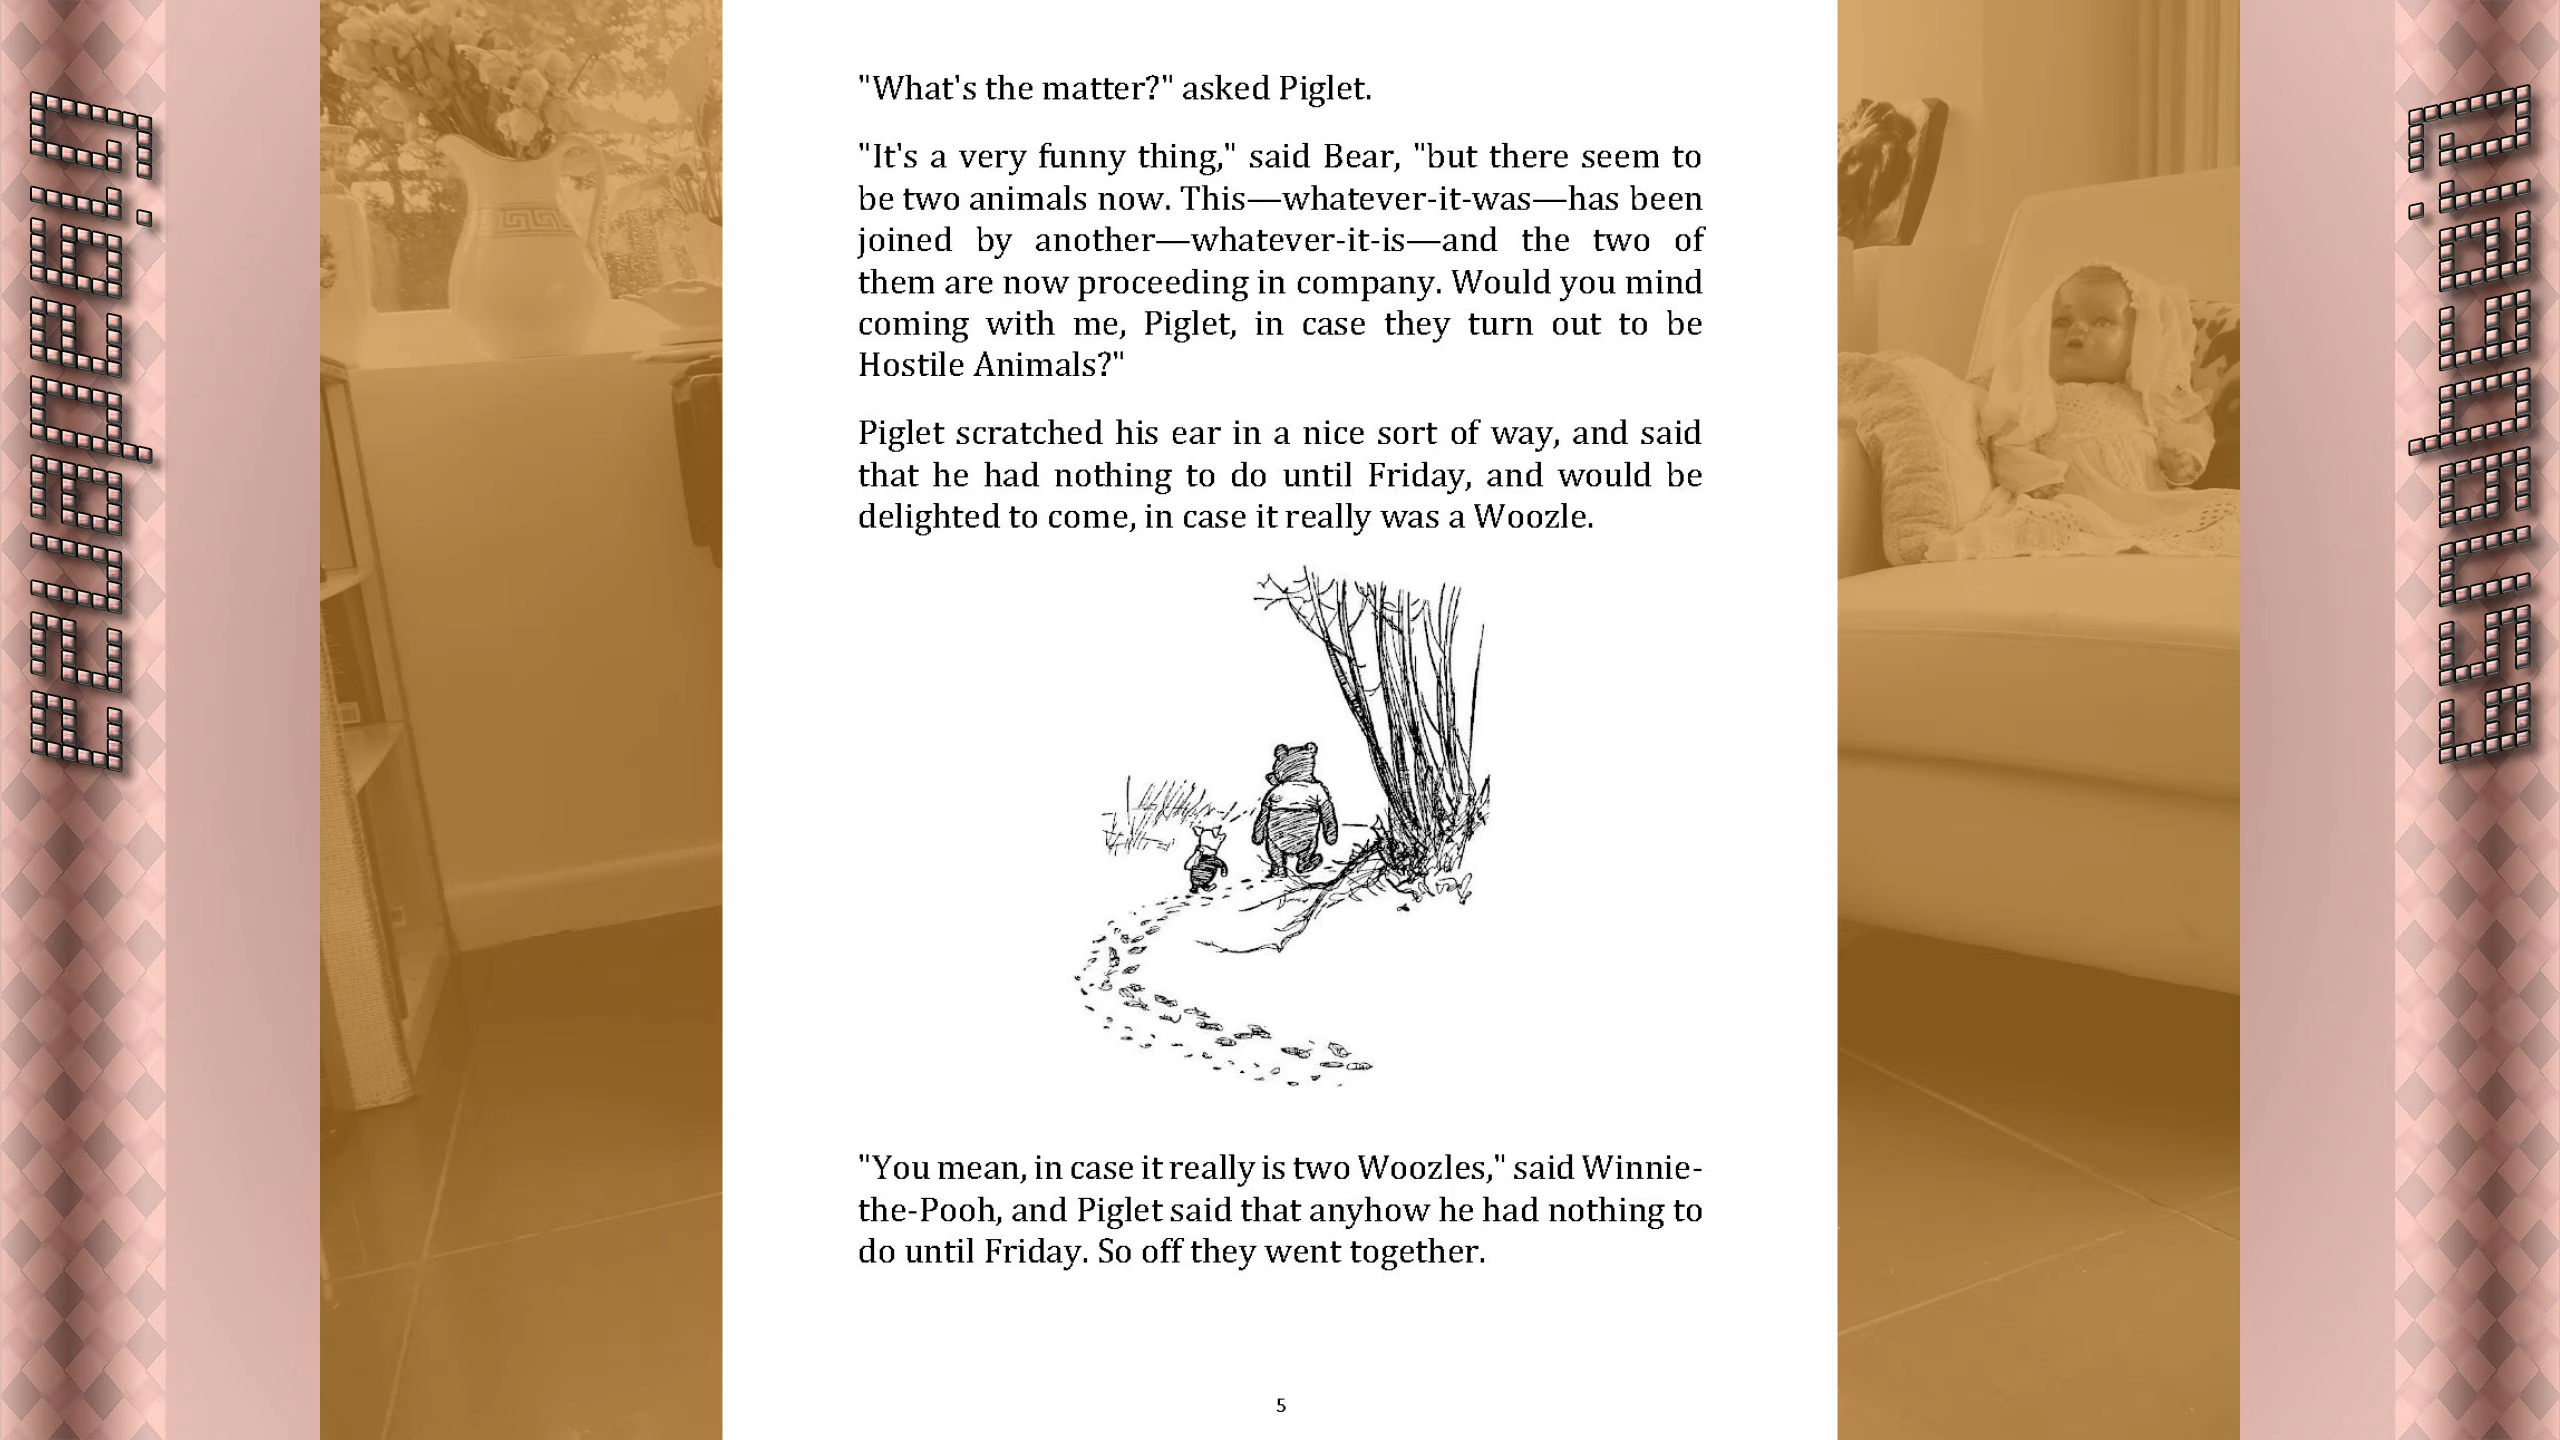 "What's the matter?" asked Piglet.
"It's a very funny thing," said Bear, "but there seem to
be two animals now. This—whatever-it-was—has been
joined by another—whatever-it-is—and the two of
them are now proceeding in company. Would you mind
coming with me, Piglet, in case they turn out to be
Hostile Animals?"
Piglet scratched his ear in a nice sort of way, and said
that he had nothing to do until Friday, and would be
delighted to come, in case it really was a Woozle.
"You mean, in case it really is two Woozles," said Winnie-
the-Pooh, and Piglet said that anyhow he had nothing to
do until Friday. So off they went together.
5